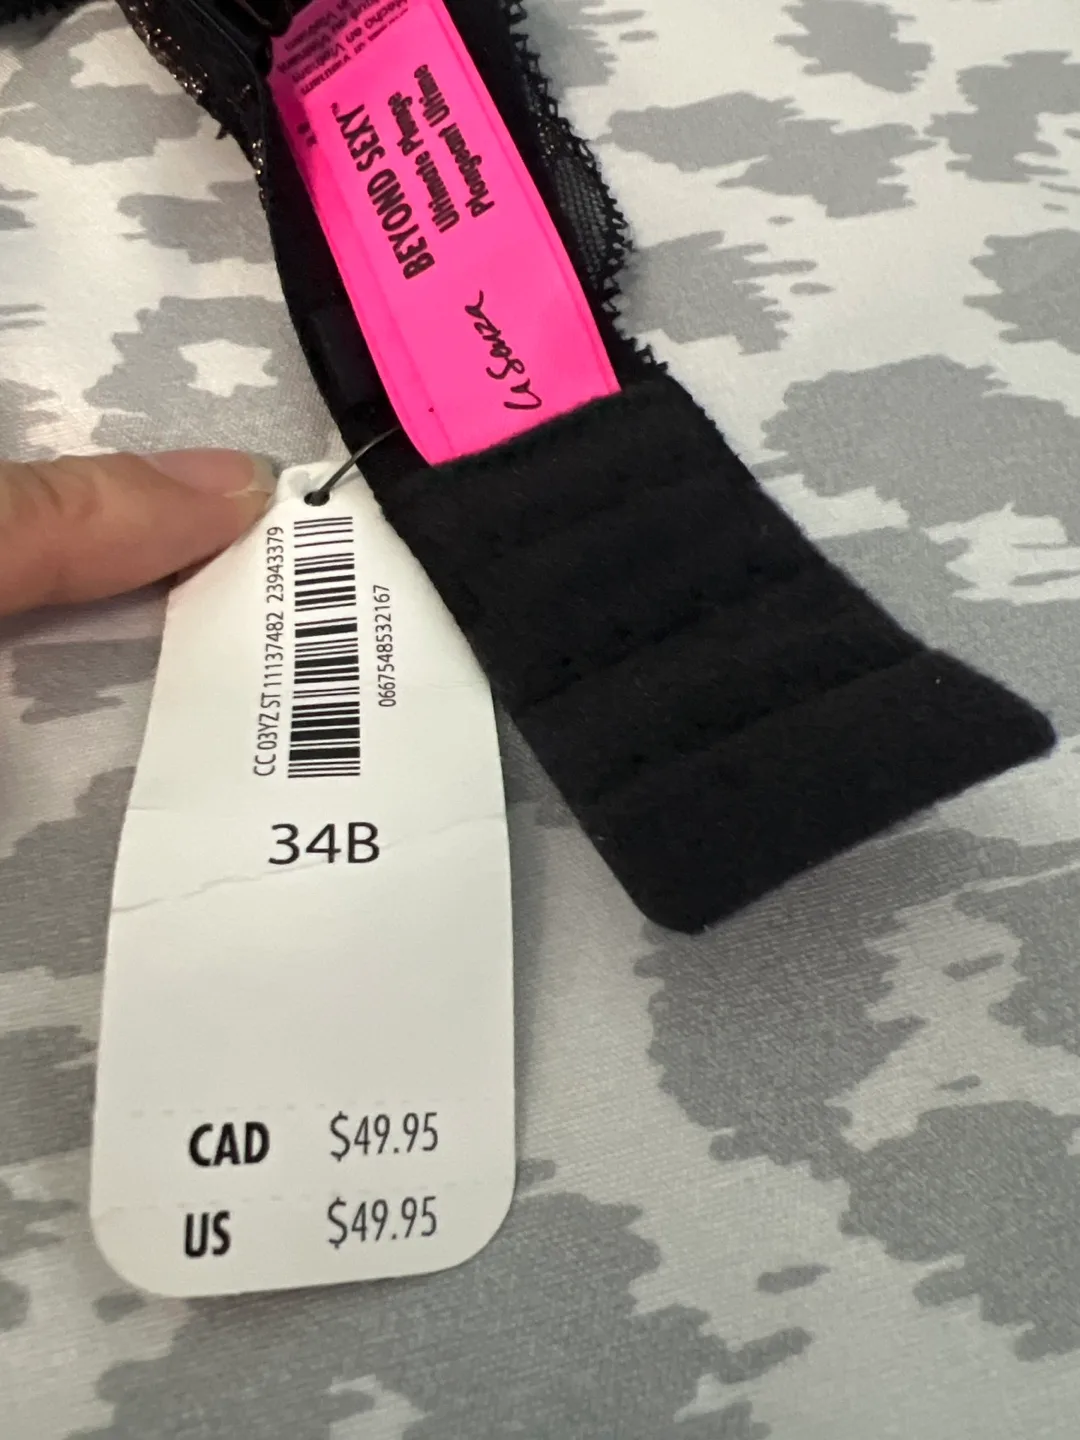 BEYOND SEXY™
Ultimate Plunge
Plongeant Ultime
La Senza
CC 03YZ ST 11137482 23943379
0667548532167
34B
CAD $49.95
US $49.95